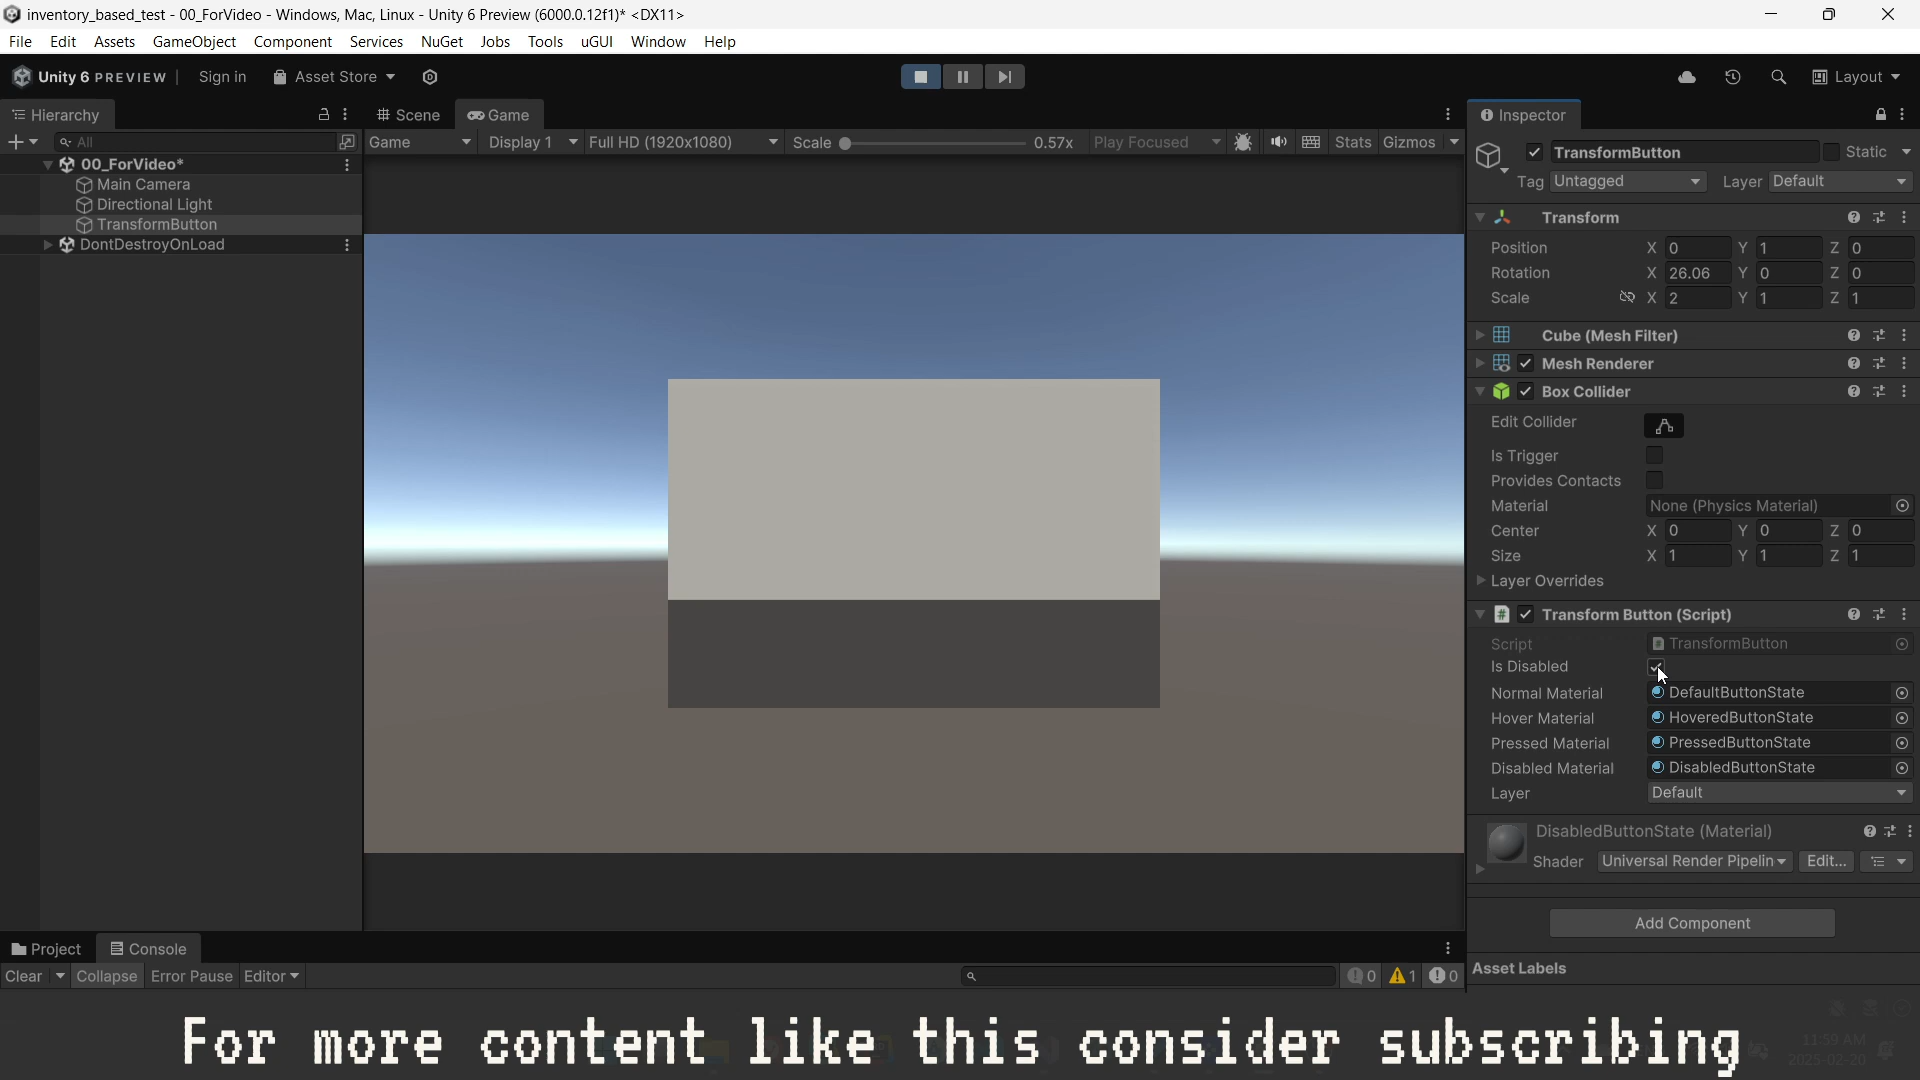 inventory_based_test - 00_ForVideo - Windows, Mac, Linux - Unity 6 Preview (6000.0.12f1)* <DX11>
File Edit Assets GameObject Component Services NuGet Jobs Tools uGUI Window Help
Unity 6 PREVIEW Sign in Asset Store Layout
Hierarchy Scene Game Inspector
All Game Display 1 Full HD (1920x1080) Scale 0.57x Play Focused Stats Gizmos
00_ForVideo*
Main Camera
Directional Light
TransformButton
DontDestroyOnLoad
TransformButton Static
Tag Untagged Layer Default
Transform
Position X 0 Y 1 Z 0
Rotation X 26.06 Y 0 Z 0
Scale X 2 Y 1 Z 1
Cube (Mesh Filter)
Mesh Renderer
Box Collider
Edit Collider
Is Trigger
Provides Contacts
Material None (Physics Material)
Center X 0 Y 0 Z 0
Size X 1 Y 1 Z 1
Layer Overrides
# Transform Button (Script)
Script TransformButton
Is Disabled
Normal Material DefaultButtonState
Hover Material HoveredButtonState
Pressed Material PressedButtonState
Disabled Material DisabledButtonState
Layer Default
DisabledButtonState (Material)
Shader Universal Render Pipelin Edit...
Add Component
Asset Labels
Project Console
Clear Collapse Error Pause Editor 0 1 0
For more content like this consider subscribing
11:59 AM
2025-02-20